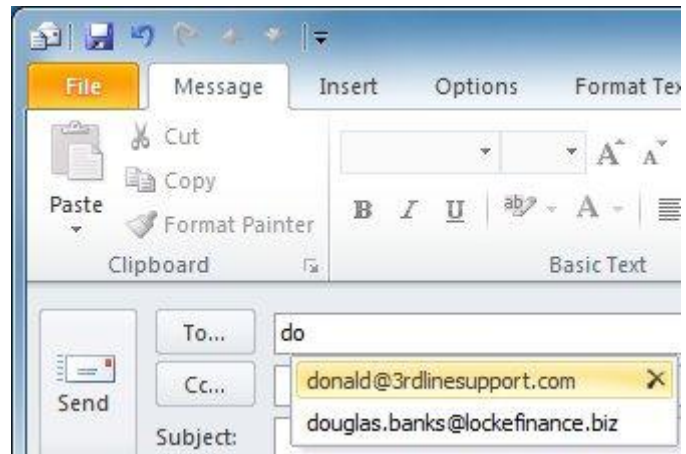 File Message Insert Options Format Tex
Cut
Copy
Paste
Format Painter
A A
B I U ab A
Clipboard
Basic Text
To... do
Send
Cc... donald@3rdlinesupport.com
douglas.banks@lockefinance.biz
Subject: